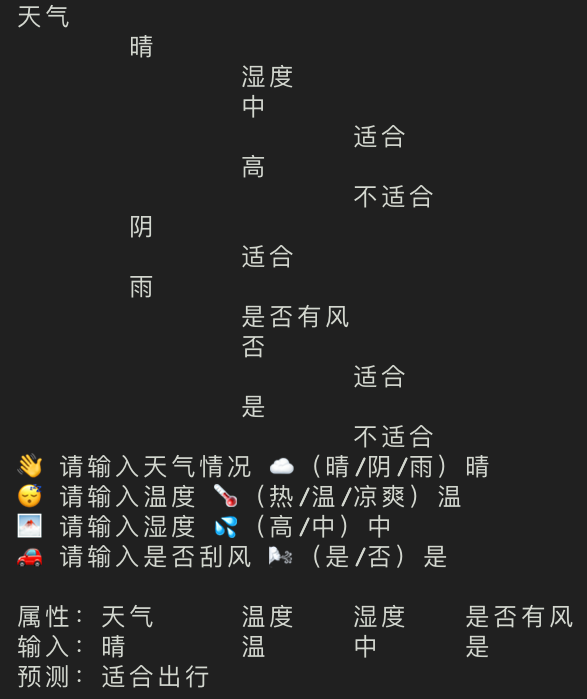 天气
晴
湿度
中
适合
高
不适合
阴
适合
雨
是否有风
否
适合
是
不适合
👋 请输入天气情况 ☁️ (晴/阴/雨) 晴
😴 请输入温度 🌡️ (热/温/凉爽) 温
🌁 请输入湿度 💦 (高/中) 中
🚗 请输入是否刮风 🌬️ (是/否) 是
属性: 天气 温度 湿度 是否有风
输入: 晴 温 中 是
预测: 适合出行